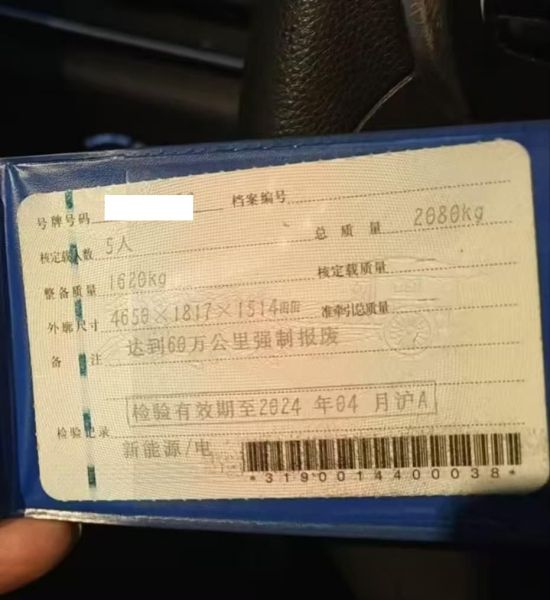 号牌号码 档案编号
核定载人数 5人 总质量 2080kg
整备质量 1620kg 核定载质量
外廓尺寸 4650×1817×1514mm 准牵引总质量
备注 达到60万公里强制报废
检验有效期至2024 年04 月沪A
检验记录
新能源/电
*3190014400038*